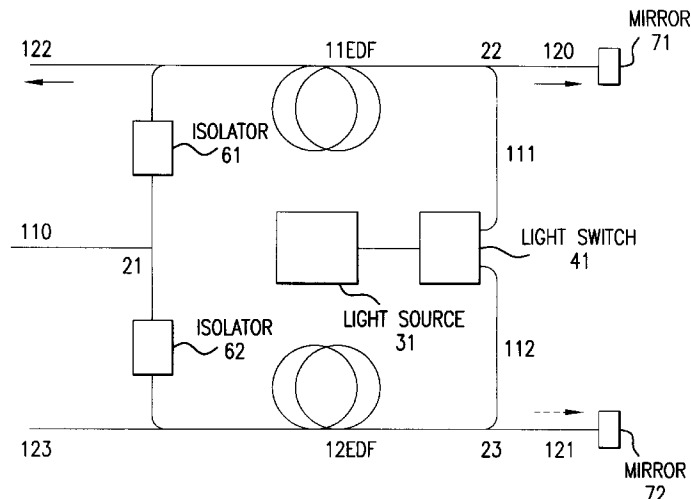 MIRROR
71
122
11EDF
22
120
ISOLATOR
61
111
110
21
LIGHT SWITCH
41
ISOLATOR
62
LIGHT SOURCE
31
112
123
12EDF
23
121
MIRROR
72